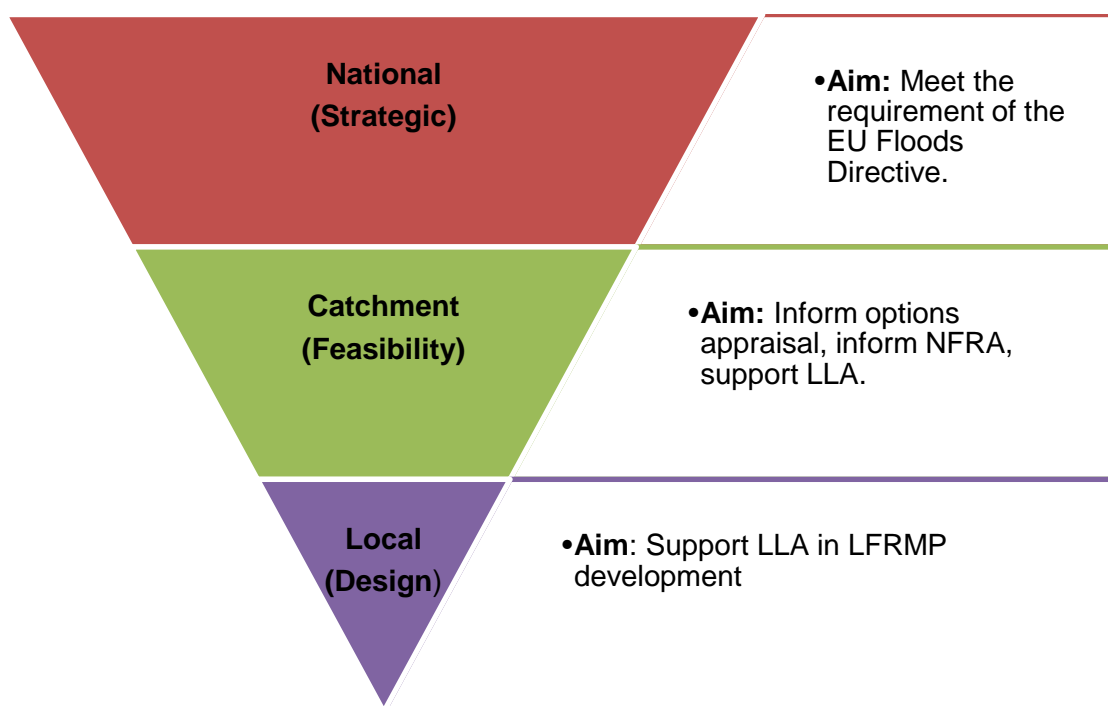 National
(Strategic)
•Aim: Meet the
requirement of the
EU Floods
Directive.
Catchment
(Feasibility)
•Aim: Inform options
appraisal, inform NFRA,
support LLA.
Local
(Design)
•Aim: Support LLA in LFRMP
development